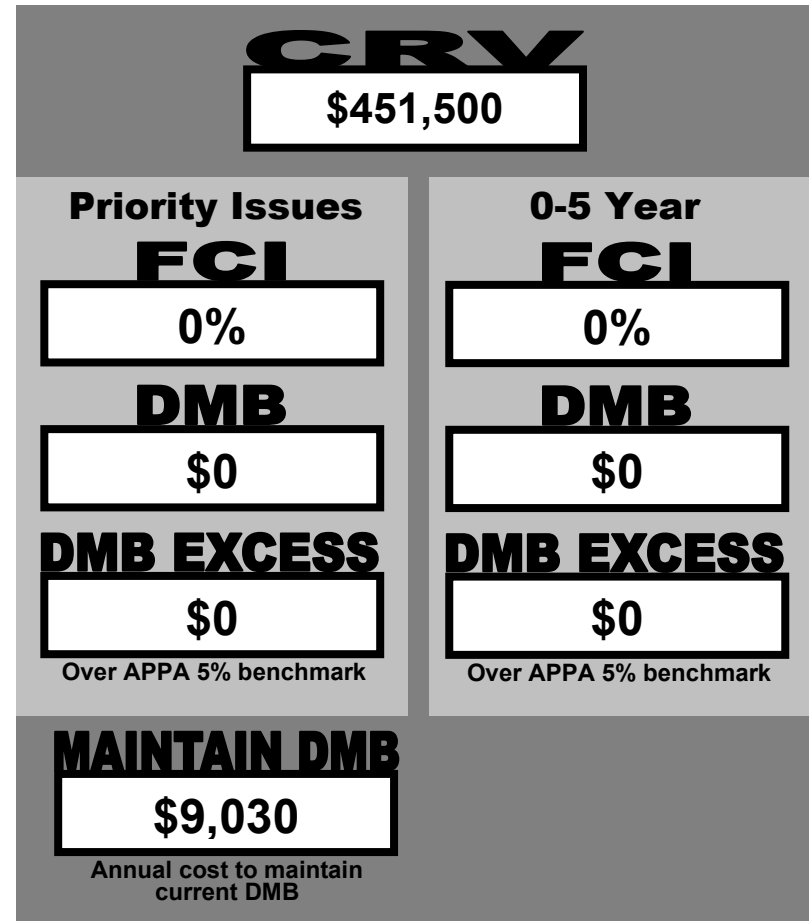 CRV
$451,500
Priority Issues
FCI
0%
DMB
$0
DMB EXCESS
$0
Over APPA 5% benchmark
0-5 Year
FCI
0%
DMB
$0
DMB EXCESS
$0
Over APPA 5% benchmark
MAINTAIN DMB
$9,030
Annual cost to maintain
current DMB